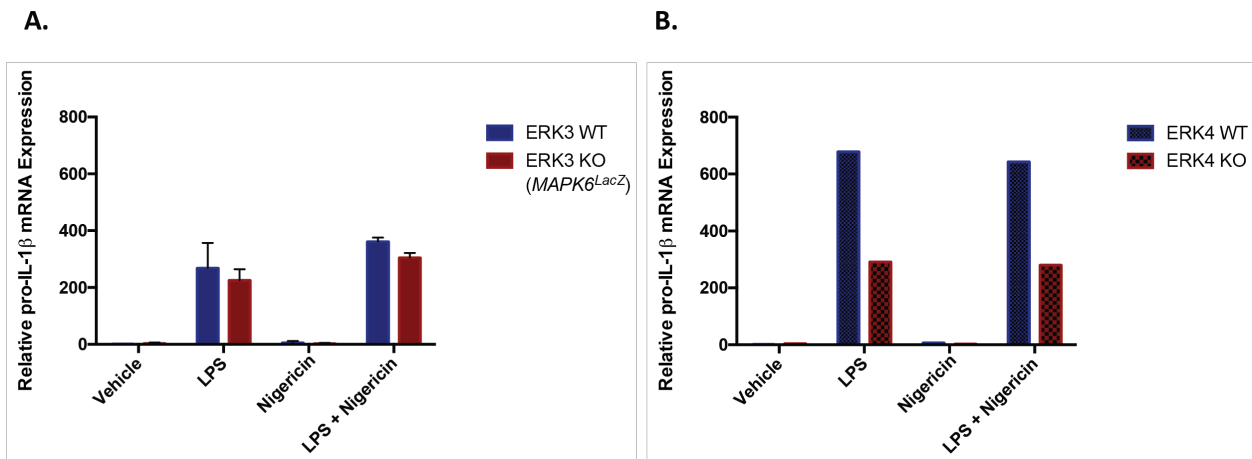 A.
Relative pro-IL-1β mRNA Expression
800
600
400
200
0
Vehicle
LPS
Nigericin
LPS + Nigericin
ERK3 WT
ERK3 KO
(MAPK6^LacZ)
B.
Relative pro-IL-1β mRNA Expression
800
600
400
200
0
Vehicle
LPS
Nigericin
LPS + Nigericin
ERK4 WT
ERK4 KO